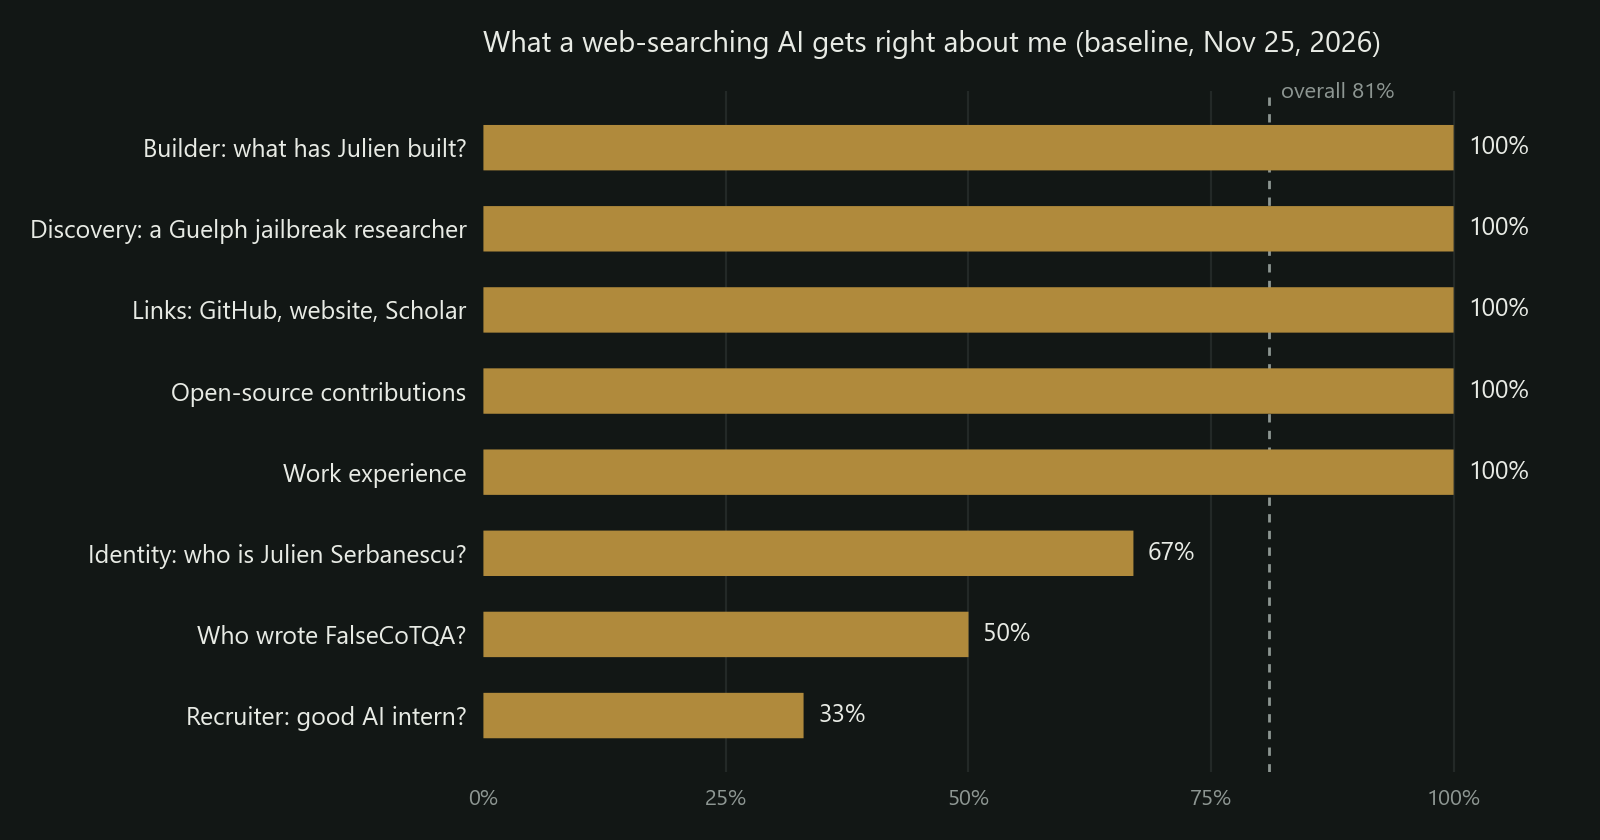 What a web-searching AI gets right about me (baseline, Nov 25, 2026)
overall 81%
Builder: what has Julien built? 100%
Discovery: a Guelph jailbreak researcher 100%
Links: GitHub, website, Scholar 100%
Open-source contributions 100%
Work experience 100%
Identity: who is Julien Serbanescu? 67%
Who wrote FalseCoTQA? 50%
Recruiter: good AI intern? 33%
0% 25% 50% 75% 100%